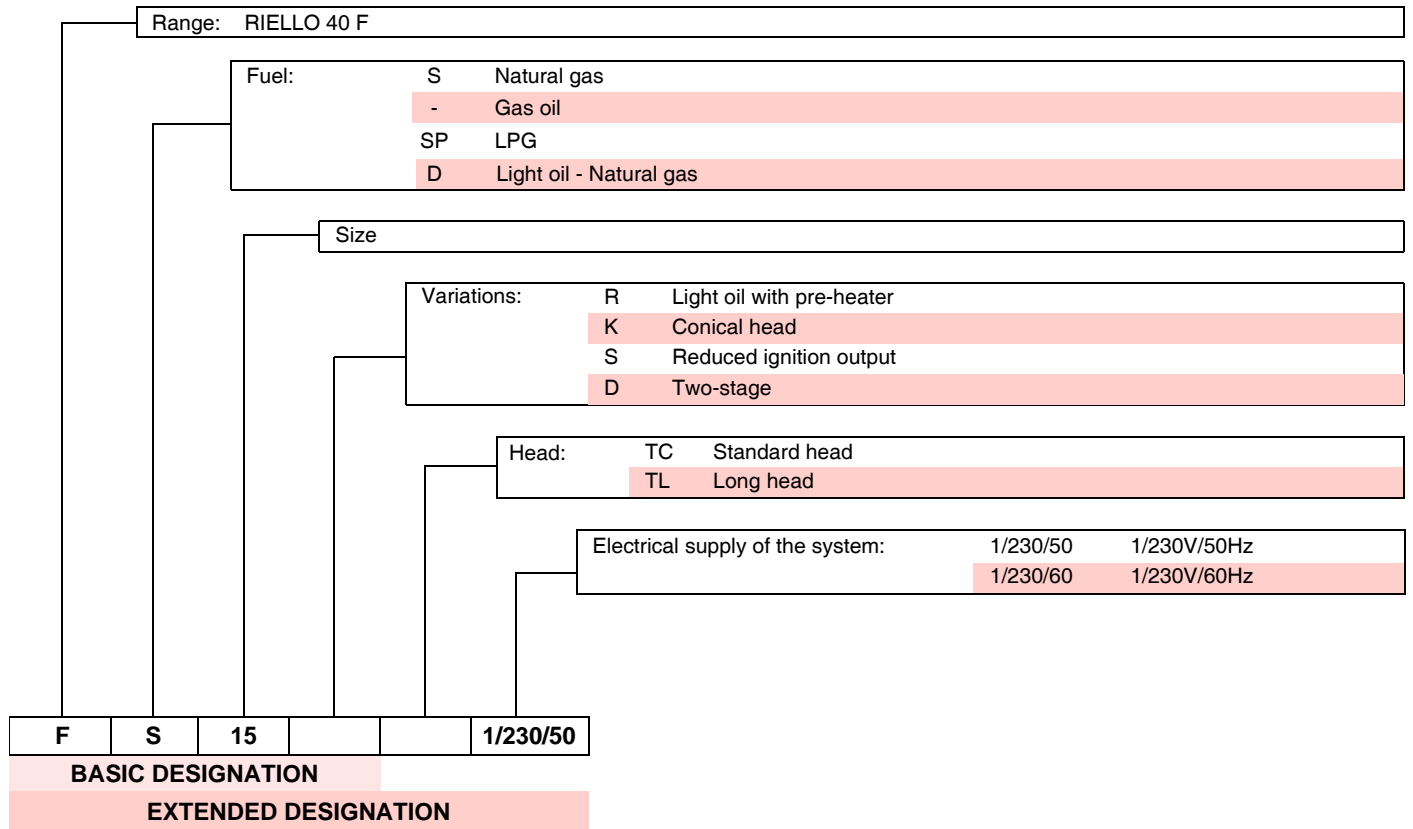 Range: RIELLO 40 F
Fuel: S Natural gas
- Gas oil
SP LPG
D Light oil - Natural gas
Size
Variations: R Light oil with pre-heater
K Conical head
S Reduced ignition output
D Two-stage
Head: TC Standard head
TL Long head
Electrical supply of the system: 1/230/50 1/230V/50Hz
1/230/60 1/230V/60Hz
F S 15 1/230/50
BASIC DESIGNATION
EXTENDED DESIGNATION